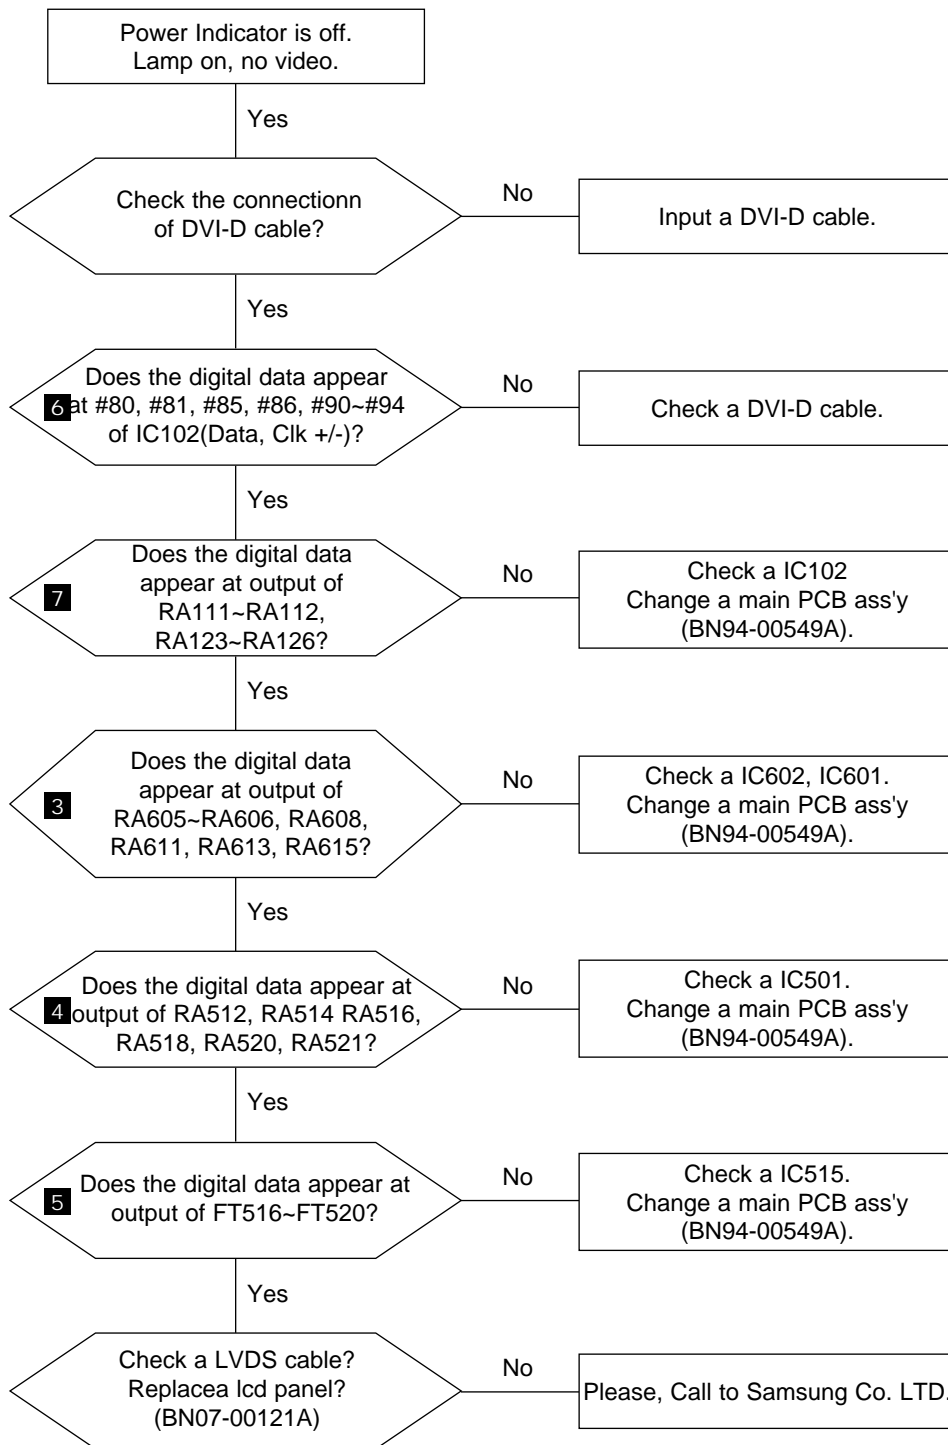 Power Indicator is off.
Lamp on, no video.
Yes
Check the connectionn
of DVI-D cable?
No
Input a DVI-D cable.
Yes
Does the digital data appear
6 at #80, #81, #85, #86, #90~#94
of IC102(Data, Clk +/-)?
No
Check a DVI-D cable.
Yes
7
Does the digital data
appear at output of
RA111~RA112,
RA123~RA126?
No
Check a IC102
Change a main PCB ass'y
(BN94-00549A).
Yes
3
Does the digital data
appear at output of
RA605~RA606, RA608,
RA611, RA613, RA615?
No
Check a IC602, IC601.
Change a main PCB ass'y
(BN94-00549A).
Yes
Does the digital data appear at
4 output of RA512, RA514 RA516,
RA518, RA520, RA521?
No
Check a IC501.
Change a main PCB ass'y
(BN94-00549A).
Yes
5
Does the digital data appear at
output of FT516~FT520?
No
Check a IC515.
Change a main PCB ass'y
(BN94-00549A).
Yes
Check a LVDS cable?
Replacea lcd panel?
(BN07-00121A)
No
Please, Call to Samsung Co. LTD.